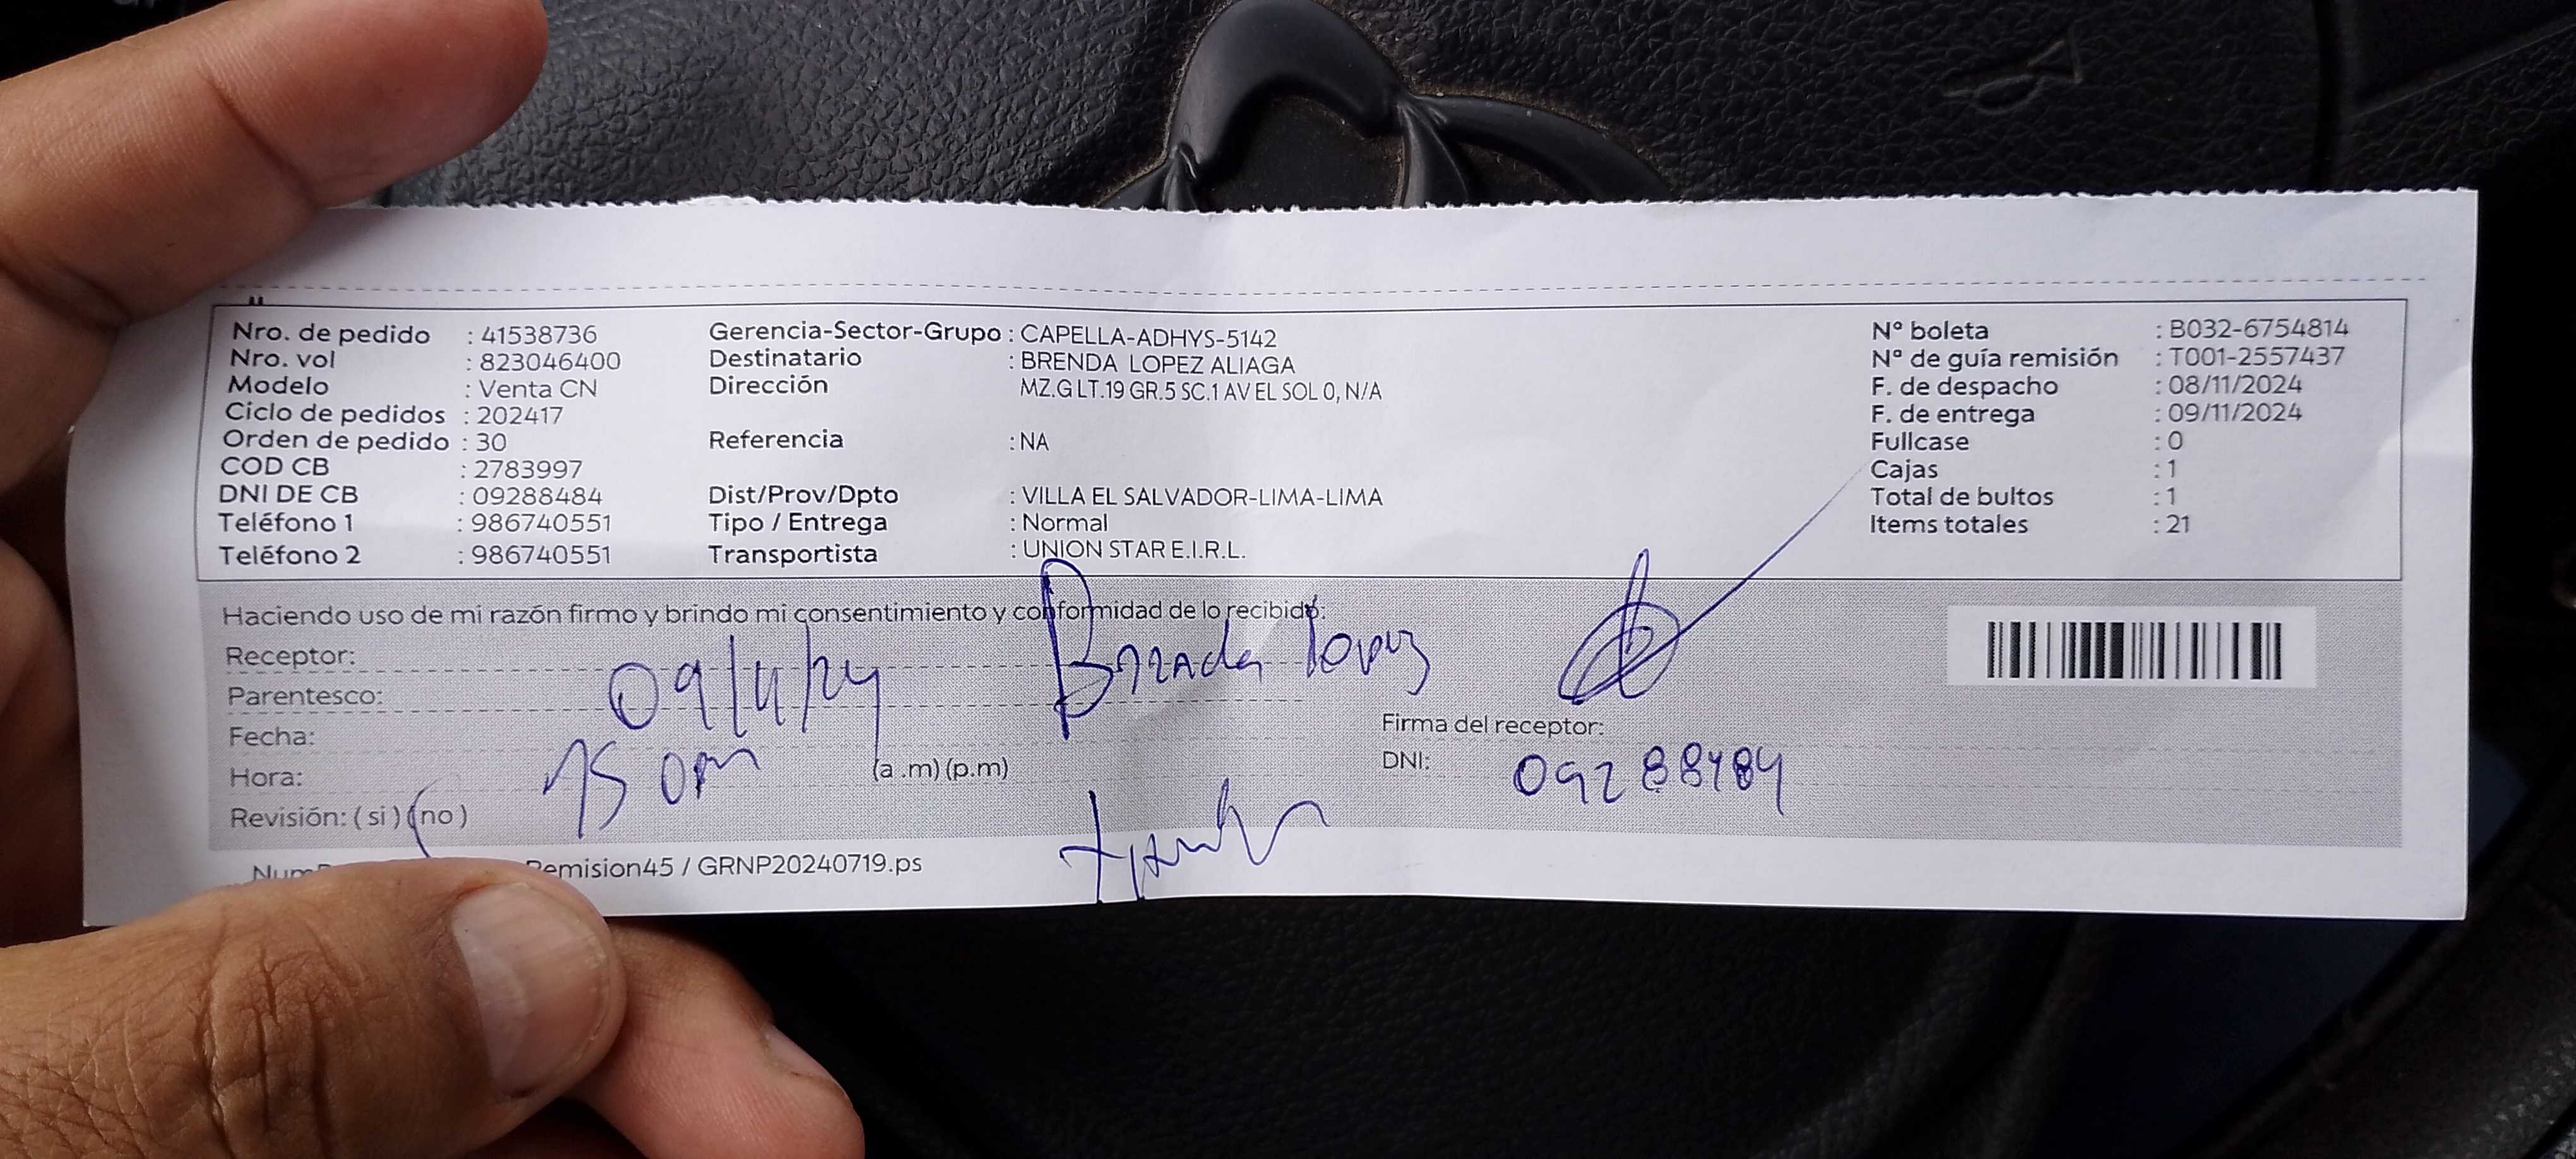 Nro. de pedido : 41538736
Nro. vol : 823046400
Modelo : Venta CN
Ciclo de pedidos : 202417
Orden de pedido : 30
COD CB : 2783997
DNI DE CB : 09288484
Teléfono 1 : 986740551
Teléfono 2 : 986740551
Gerencia-Sector-Grupo : CAPELLA-ADHYS-5142
Destinatario : BRENDA LOPEZ ALIAGA
Dirección MZ.G LT.19 GR.5 SC.1 AV EL SOL 0, N/A
Referencia : NA
Dist/Prov/Dpto : VILLA EL SALVADOR-LIMA-LIMA
Tipo / Entrega : Normal
Transportista : UNION STAR E.I.R.L.
Nº boleta : B032-6754814
Nº de guía remisión : T001-2557437
F. de despacho : 08/11/2024
F. de entrega : 09/11/2024
Fullcase : 0
Cajas : 1
Total de bultos : 1
Items totales : 21
Haciendo uso de mi razón firmo y brindo mi consentimiento y conformidad de lo recibido:
Receptor:
Parentesco: 09/11/24
Fecha:
Hora: (a .m) (p.m)
Revisión: ( si ) ( no )
Firma del receptor:
DNI: 09288484
emision45 / GRNP20240719.ps